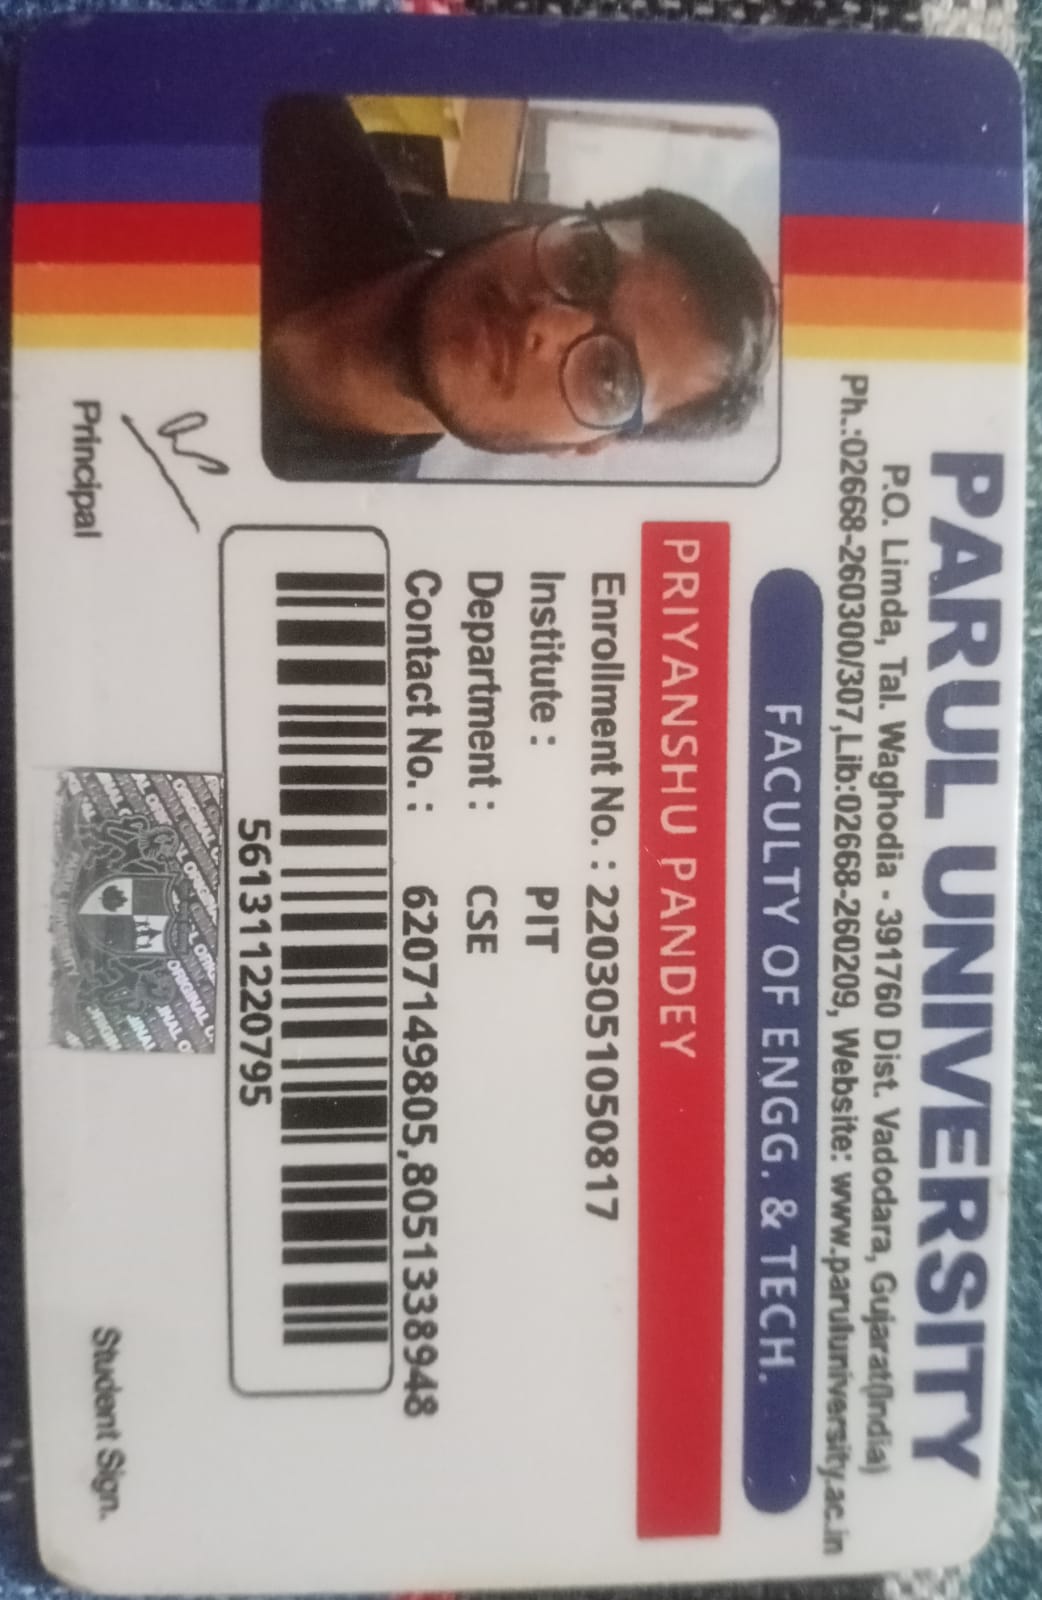 PARUL UNIVERSITY
P.O. Limda, Tal. Waghodia - 391760 Dist. Vadodara, Gujarat(India)
Ph.:02668-260300/307,Lib:02668-260209, Website: www.paruluniversity.ac.in
FACULTY OF ENGG. & TECH.
PRIYANSHU PANDEY
Enrollment No. : 2203051050817
Institute : PIT
Department : CSE
Contact No. : 6207149805,8051338948
561311220795
Principal
Student Sign.
ORIGINAL